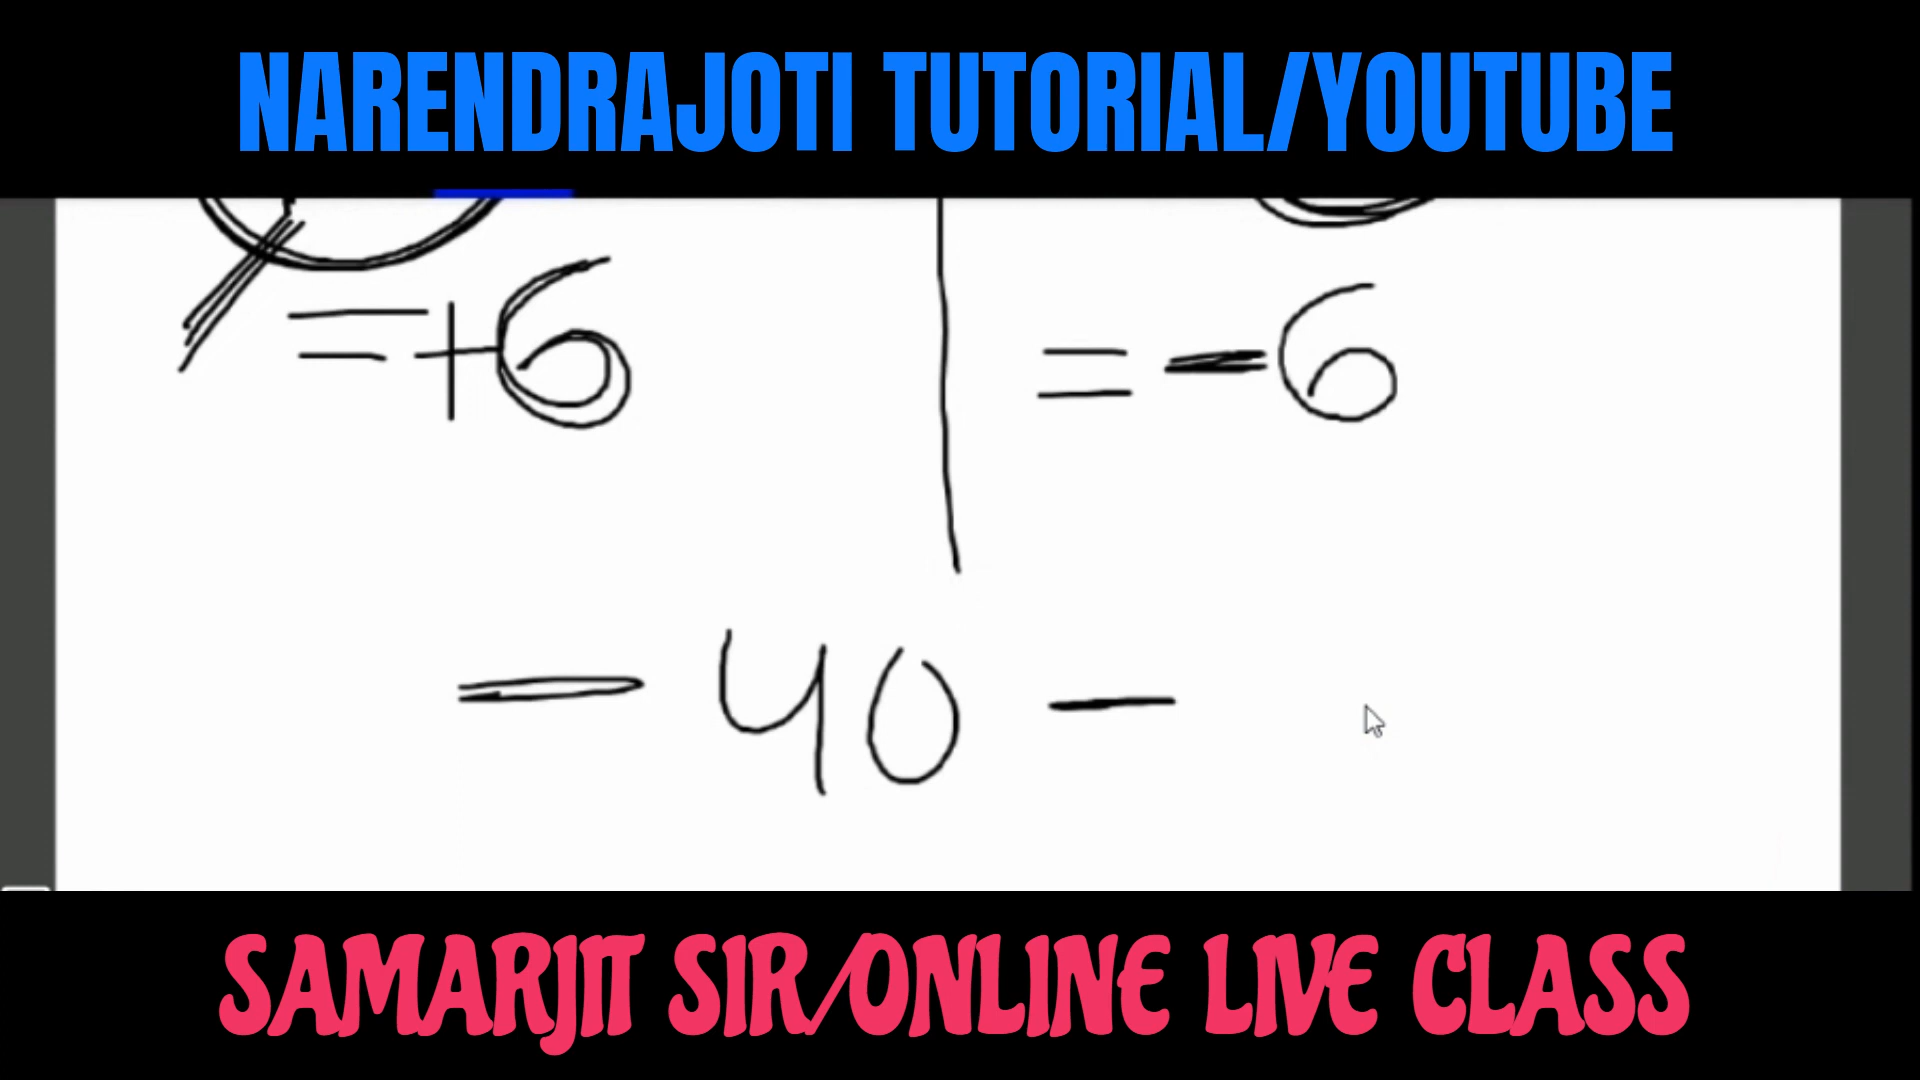 NARENDRAJOTI TUTORIAL/YOUTUBE
=+6
= -6
- 40 -
SAMARJIT SIR/ONLINE LIVE CLASS